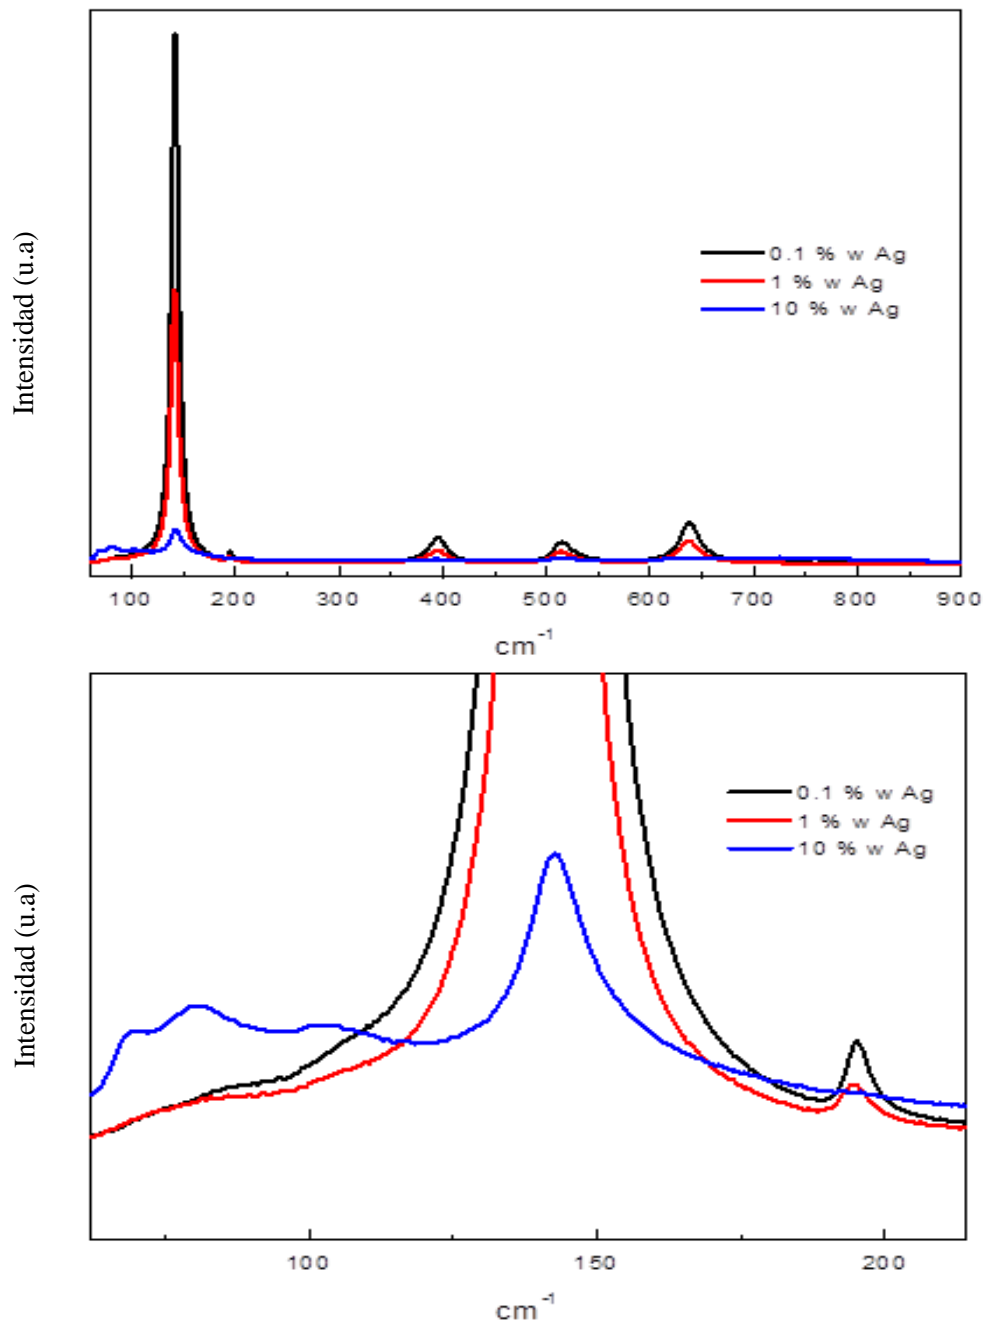 Intensidad (u.a)
0.1 % w Ag
1 % w Ag
10 % w Ag
100 200 300 400 500 600 700 800 900
cm⁻¹
Intensidad (u.a)
0.1 % w Ag
1 % w Ag
10 % w Ag
100 150 200
cm⁻¹